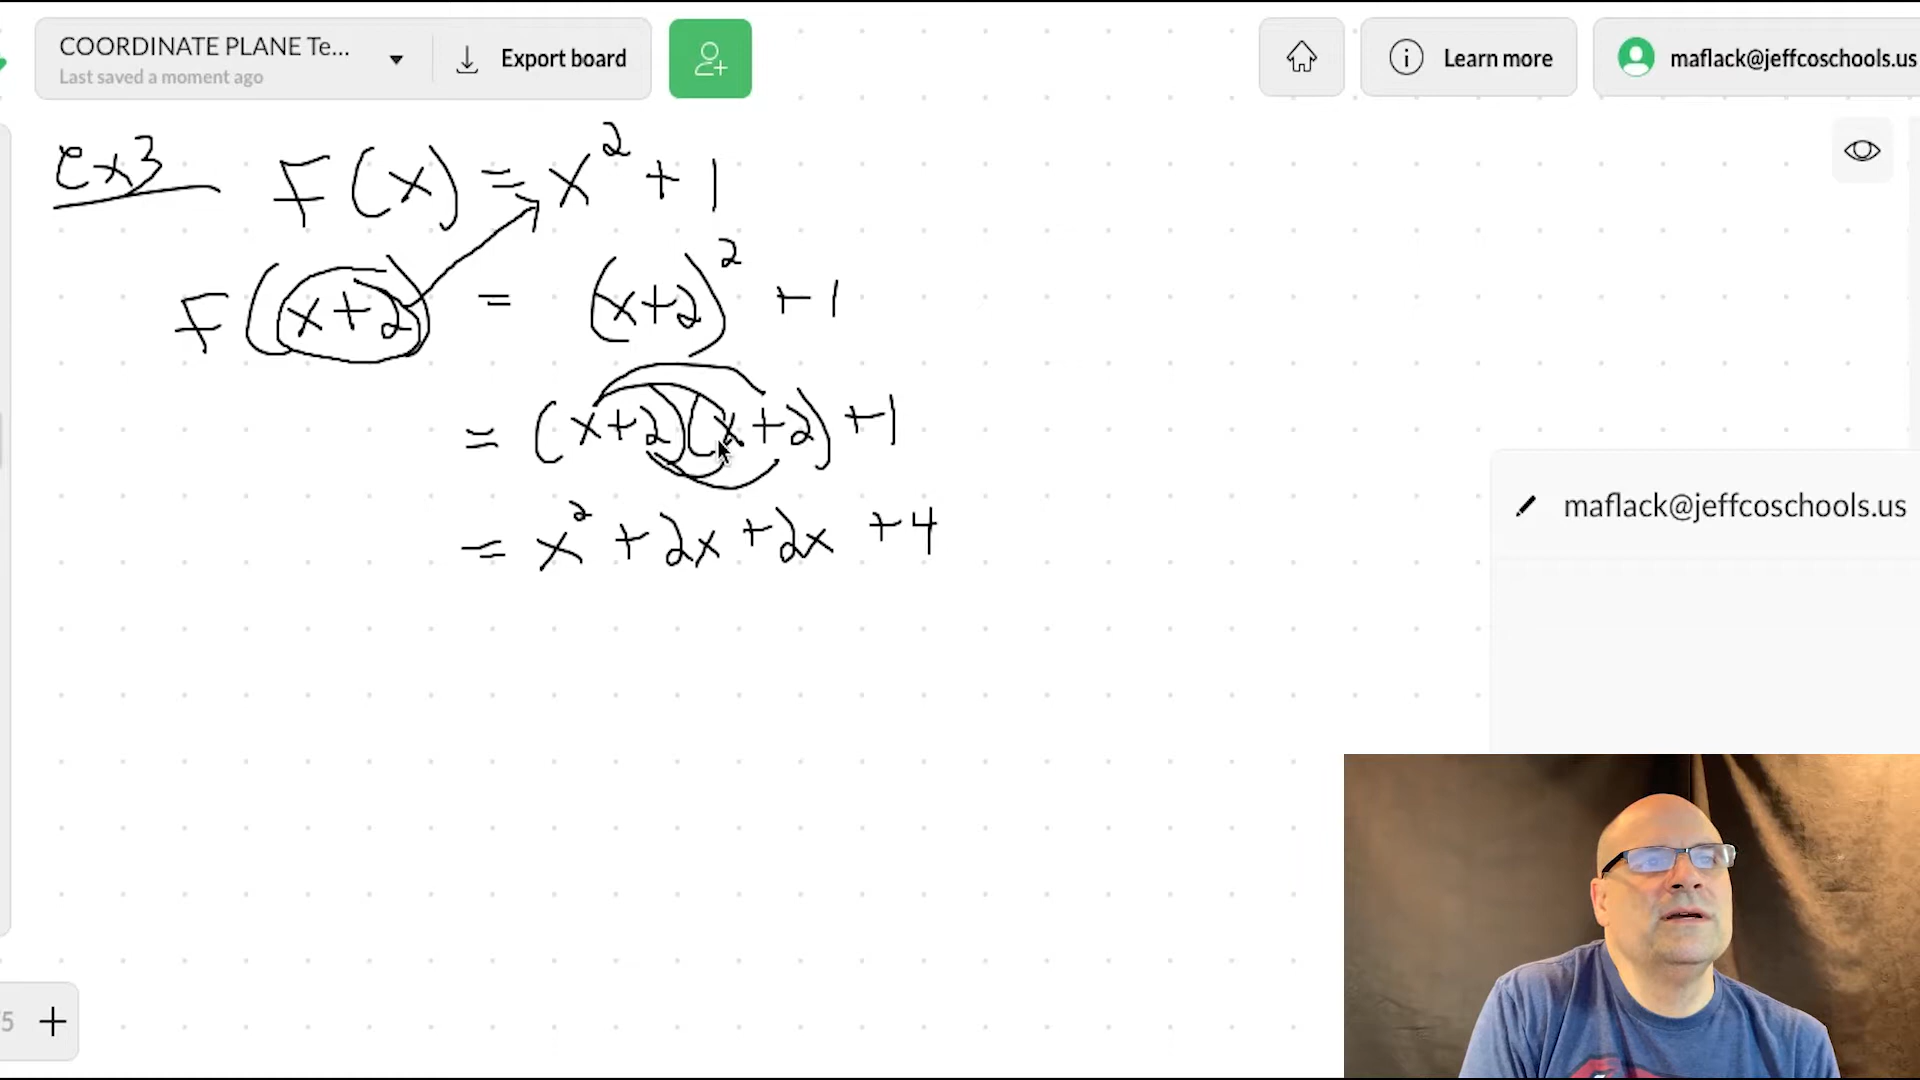 COORDINATE PLANE Te...
Last saved a moment ago
Export board
Learn more
maflack@jeffcoschools.us
Ex3 F(x) = x² + 1
F(x+2) = (x+2)² + 1
= (x+2)(x+2) + 1
= x² + 2x + 2x + 4
maflack@jeffcoschools.us
5 +